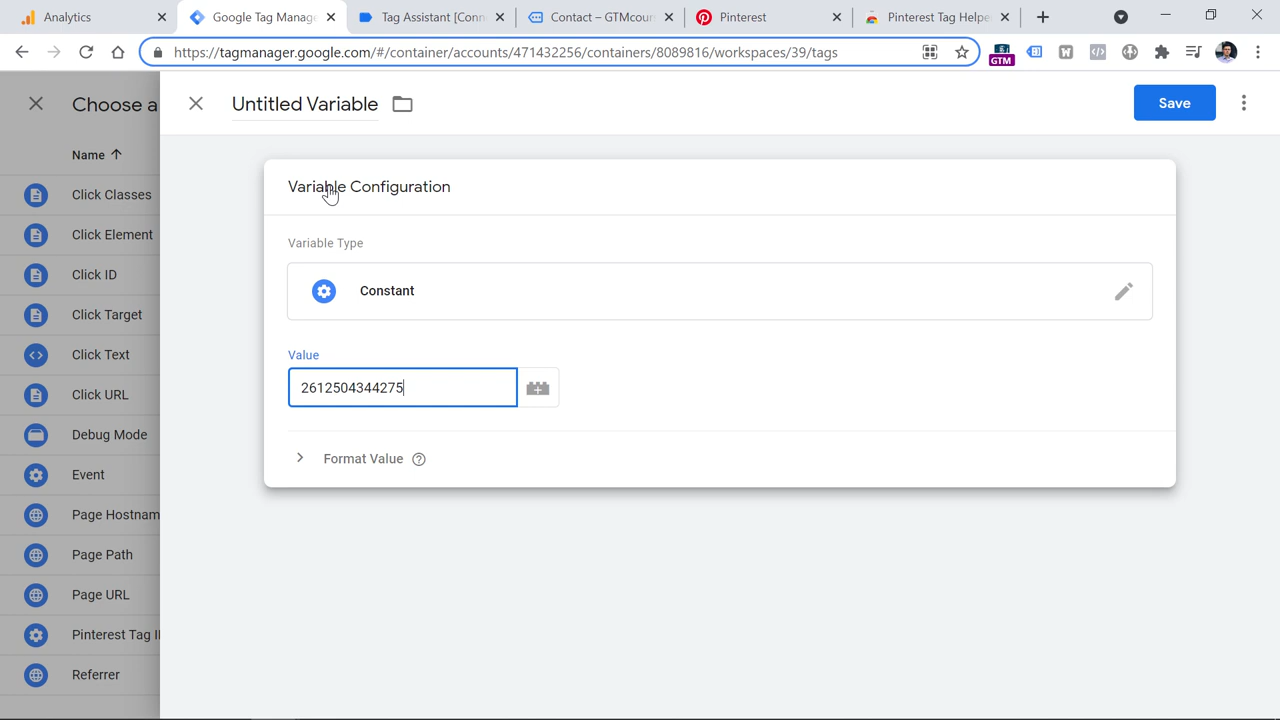 Analytics
Google Tag Manage
Tag Assistant [Conn
Contact – GTMcour
Pinterest
Pinterest Tag Helpe
https://tagmanager.google.com/#/container/accounts/471432256/containers/8089816/workspaces/39/tags
GTM
W
Choose a
Untitled Variable
Save
Name
Click Classes
Click Element
Click ID
Click Target
Click Text
Click URL
Debug Mode
Event
Page Hostnam
Page Path
Page URL
Pinterest Tag I
Referrer
Variable Configuration
Variable Type
Constant
Value
2612504344275
Format Value